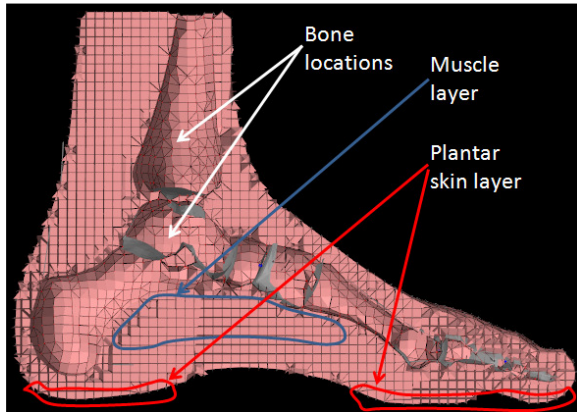 Bone
locations
Muscle
layer
Plantar
skin layer